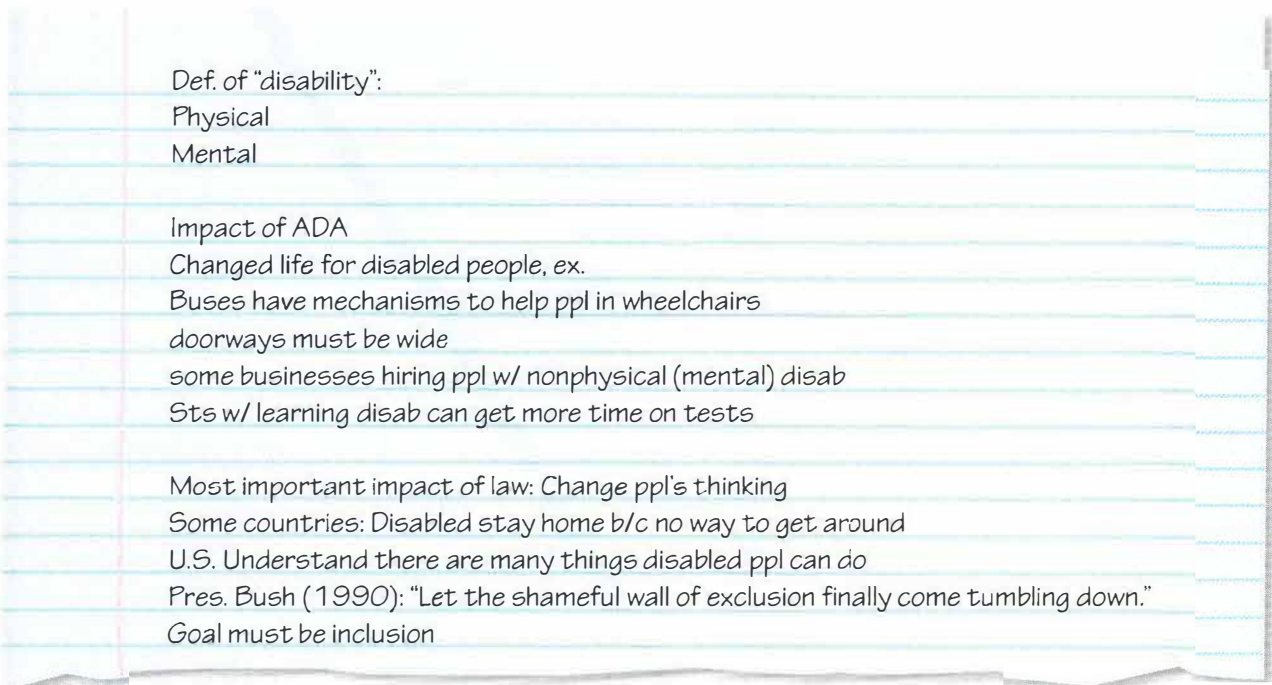 Def. of “disability”:
Physical
Mental
Impact of ADA
Changed life for disabled people, ex.
Buses have mechanisms to help ppl in wheelchairs
doorways must be wide
some businesses hiring ppl w/ nonphysical (mental) disab
Sts w/ learning disab can get more time on tests
Most important impact of law: Change ppl's thinking
Some countries: Disabled stay home b/c no way to get around
U.S. Understand there are many things disabled ppl can do
Pres. Bush (1990): “Let the shameful wall of exclusion finally come tumbling down.”
Goal must be inclusion